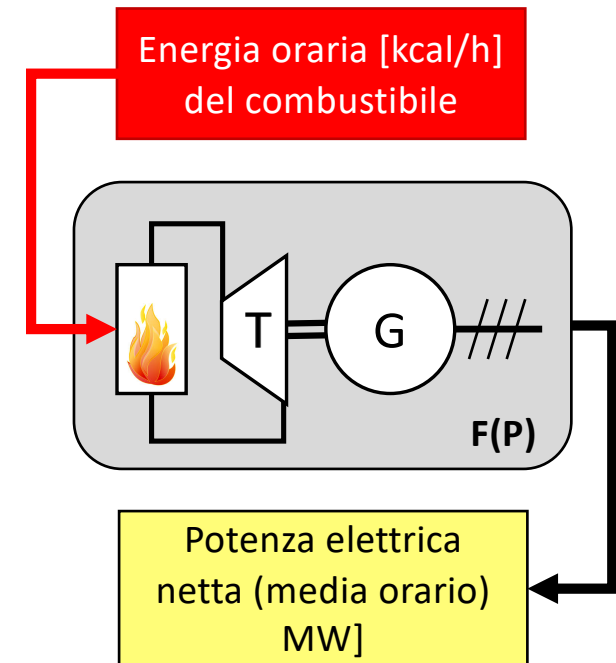 Energia oraria [kcal/h]
del combustibile
T
G
F(P)
Potenza elettrica
netta (media orario)
MW]